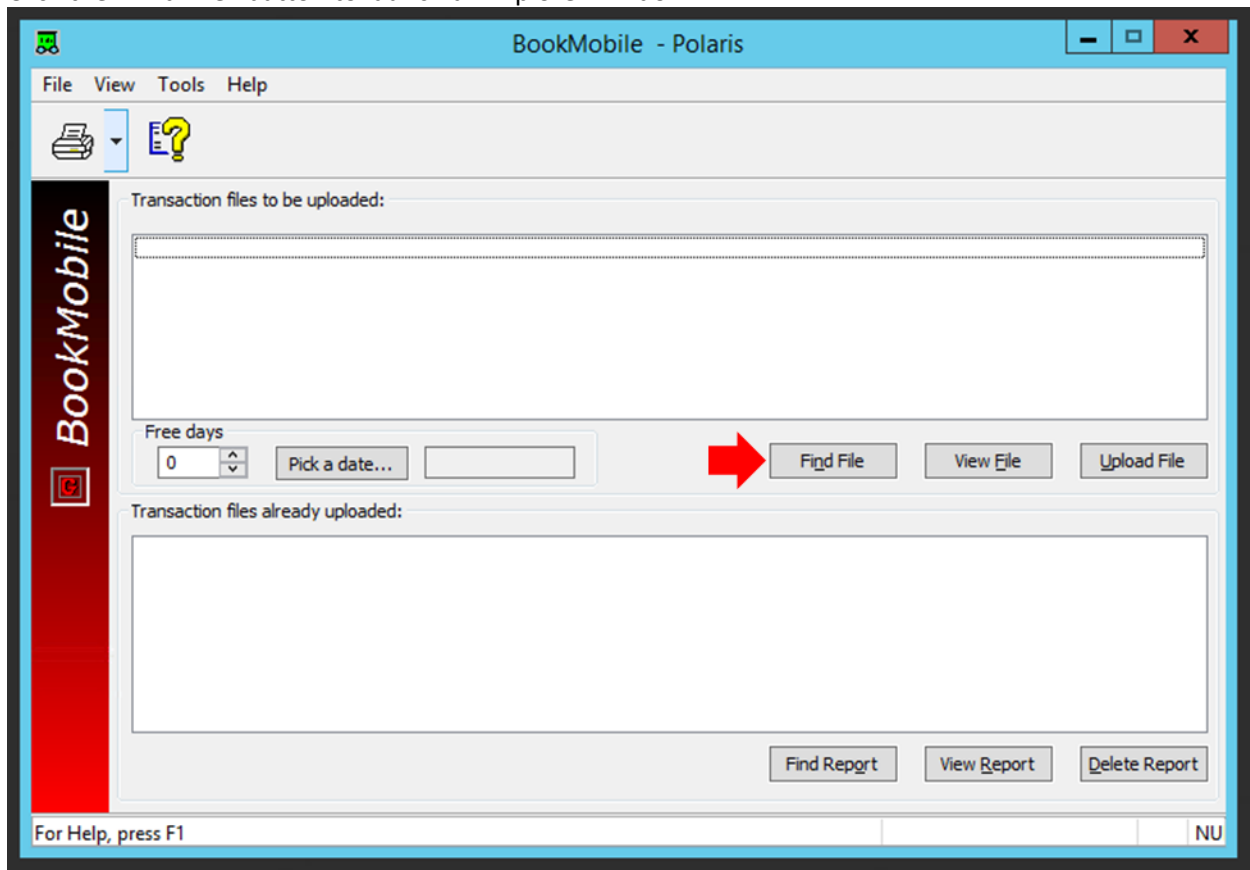 BookMobile - Polaris
File View Tools Help
BookMobile
Transaction files to be uploaded:
Free days
0
Pick a date...
Find File
View File
Upload File
Transaction files already uploaded:
Find Report
View Report
Delete Report
For Help, press F1
NU